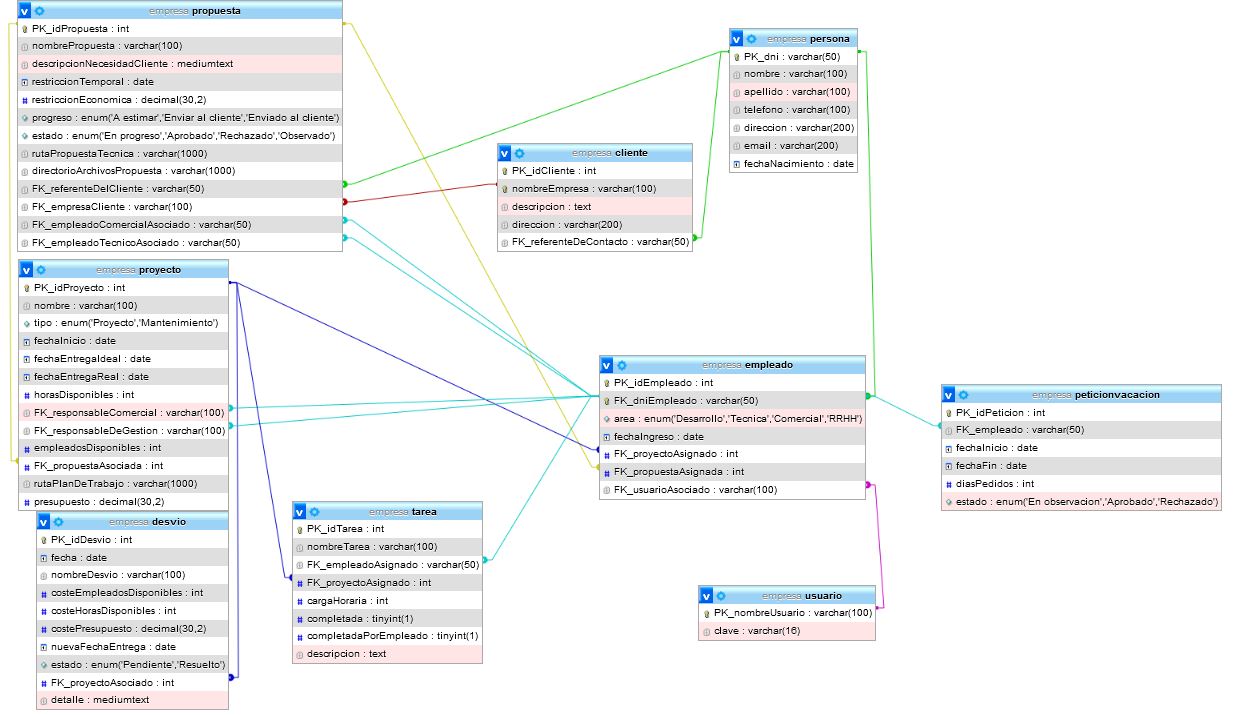 empresa propuesta
PK_idPropuesta : int
nombrePropuesta : varchar(100)
descripcionNecesidadCliente : mediumtext
restriccionTemporal : date
restriccionEconomica : decimal(30,2)
progreso : enum('A estimar','Enviar al cliente','Enviado al cliente')
estado : enum('En progreso','Aprobado','Rechazado','Observado')
rutaPropuestaTecnica : varchar(1000)
directorioArchivosPropuesta : varchar(1000)
FK_referenteDelCliente : varchar(50)
FK_empresaCliente : varchar(100)
FK_empleadoComercialAsociado : varchar(50)
FK_empleadoTecnicoAsociado : varchar(50)
empresa persona
PK_dni : varchar(50)
nombre : varchar(100)
apellido : varchar(100)
telefono : varchar(100)
direccion : varchar(200)
email : varchar(200)
fechaNacimiento : date
empresa cliente
PK_idCliente : int
nombreEmpresa : varchar(100)
descripcion : text
direccion : varchar(200)
FK_referenteDeContacto : varchar(50)
empresa proyecto
PK_idProyecto : int
nombre : varchar(100)
tipo : enum('Proyecto','Mantenimiento')
fechaInicio : date
fechaEntregaIdeal : date
fechaEntregaReal : date
horasDisponibles : int
FK_responsableComercial : varchar(100)
FK_responsableDeGestion : varchar(100)
empleadosDisponibles : int
FK_propuestaAsociada : int
rutaPlanDeTrabajo : varchar(1000)
presupuesto : decimal(30,2)
empresa empleado
PK_idEmpleado : int
FK_dniEmpleado : varchar(50)
area : enum('Desarrollo','Tecnica','Comercial','RRHH')
fechaIngreso : date
FK_proyectoAsignado : int
FK_propuestaAsignada : int
FK_usuarioAsociado : varchar(100)
empresa peticionvacacion
PK_idPeticion : int
FK_empleado : varchar(50)
fechaInicio : date
fechaFin : date
diasPedidos : int
estado : enum('En observacion','Aprobado','Rechazado')
empresa desvio
PK_idDesvio : int
fecha : date
nombreDesvio : varchar(100)
costeEmpleadosDisponibles : int
costeHorasDisponibles : int
costePresupuesto : decimal(30,2)
nuevaFechaEntrega : date
estado : enum('Pendiente','Resuelto')
FK_proyectoAsociado : int
detalle : mediumtext
empresa tarea
PK_idTarea : int
nombreTarea : varchar(100)
FK_empleadoAsignado : varchar(50)
FK_proyectoAsignado : int
cargaHoraria : int
completada : tinyint(1)
completadaPorEmpleado : tinyint(1)
descripcion : text
empresa usuario
PK_nombreUsuario : varchar(100)
clave : varchar(16)